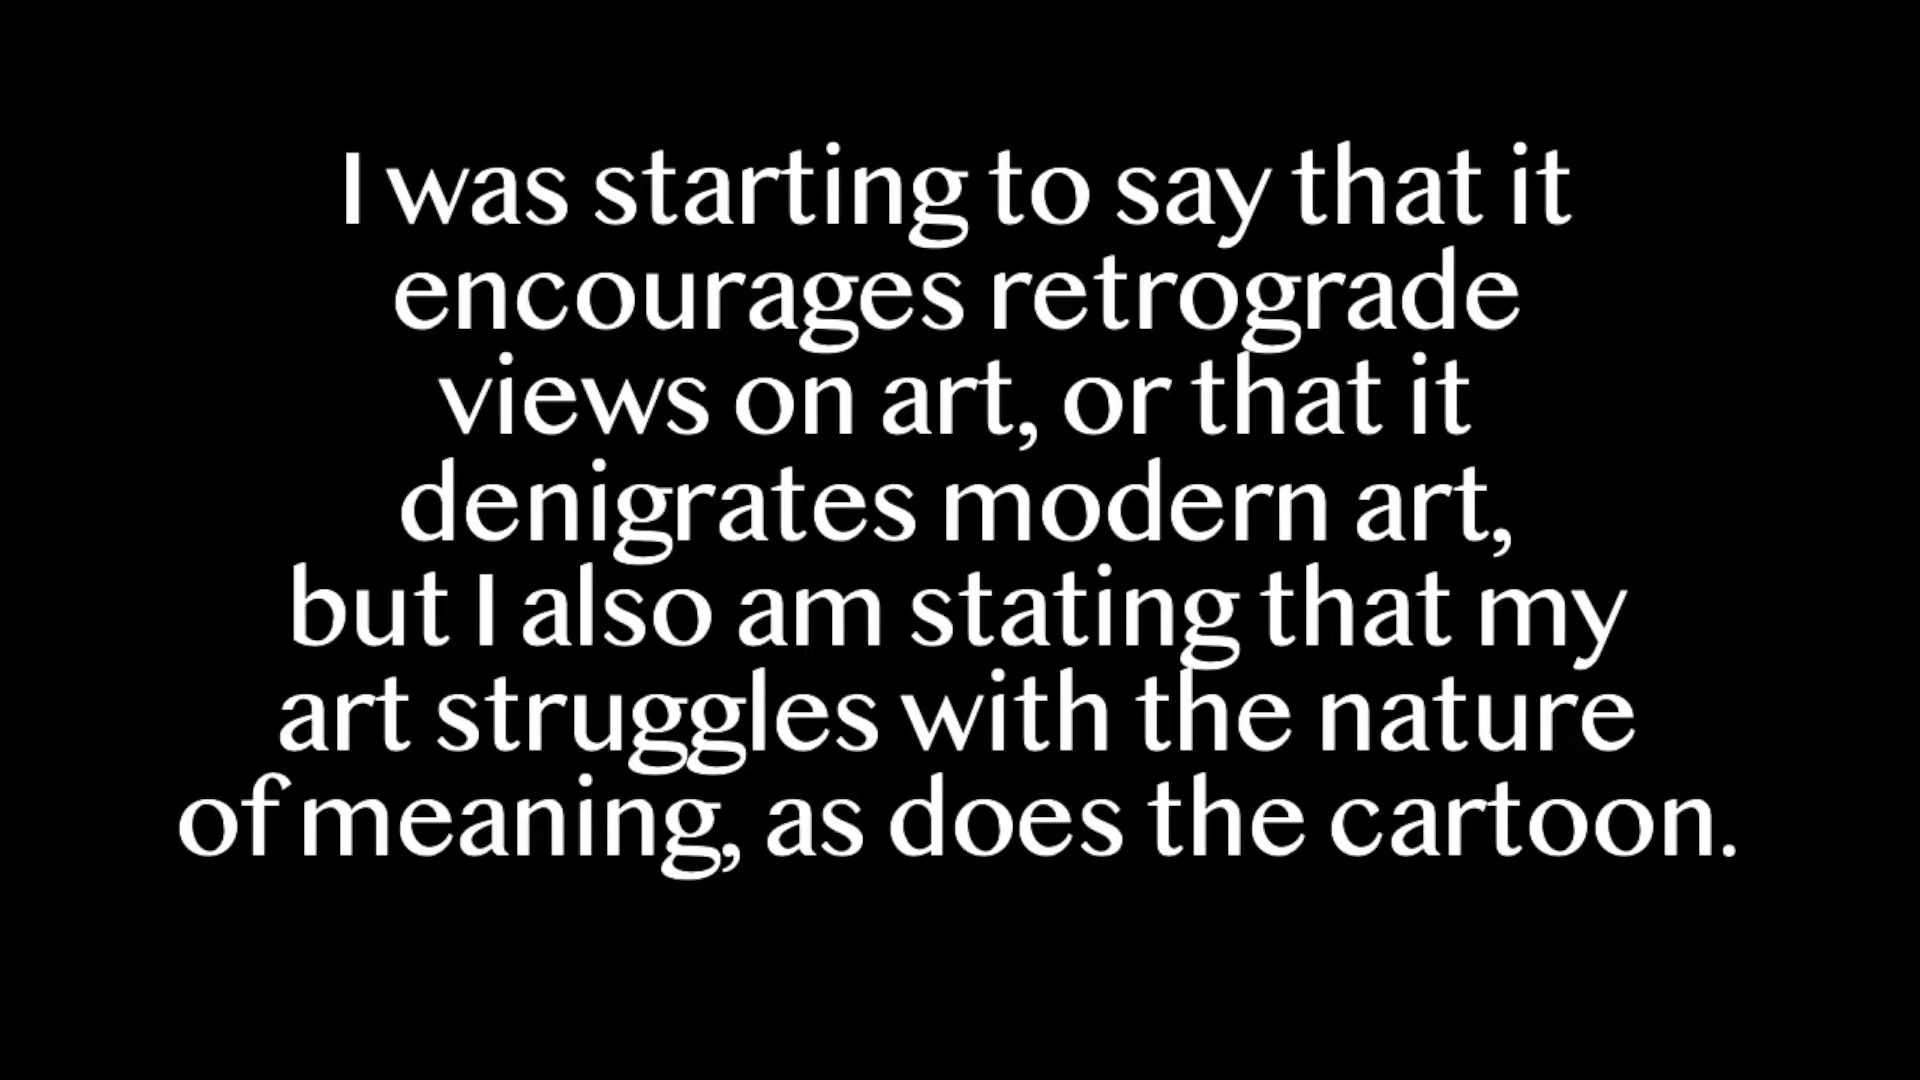 I was starting to say that it
encourages retrograde
views on art, or that it
denigrates modern art,
but I also am stating that my
art struggles with the nature
of meaning, as does the cartoon.